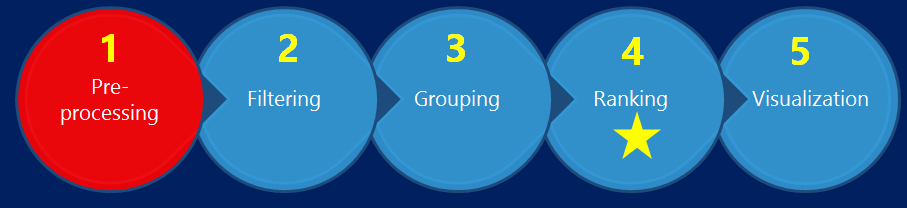 1
Pre-
processing
2
Filtering
3
Grouping
4
Ranking
5
Visualization